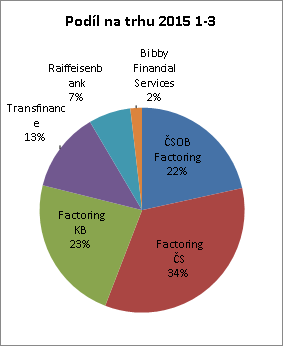 Podíl na trhu 2015 1-3
Bibby
Financial
Services
2%
Raiffeisenb
ank
7%
Transfinanc
e
13%
ČSOB
Factoring
22%
Factoring
KB
23%
Factoring
ČS
34%